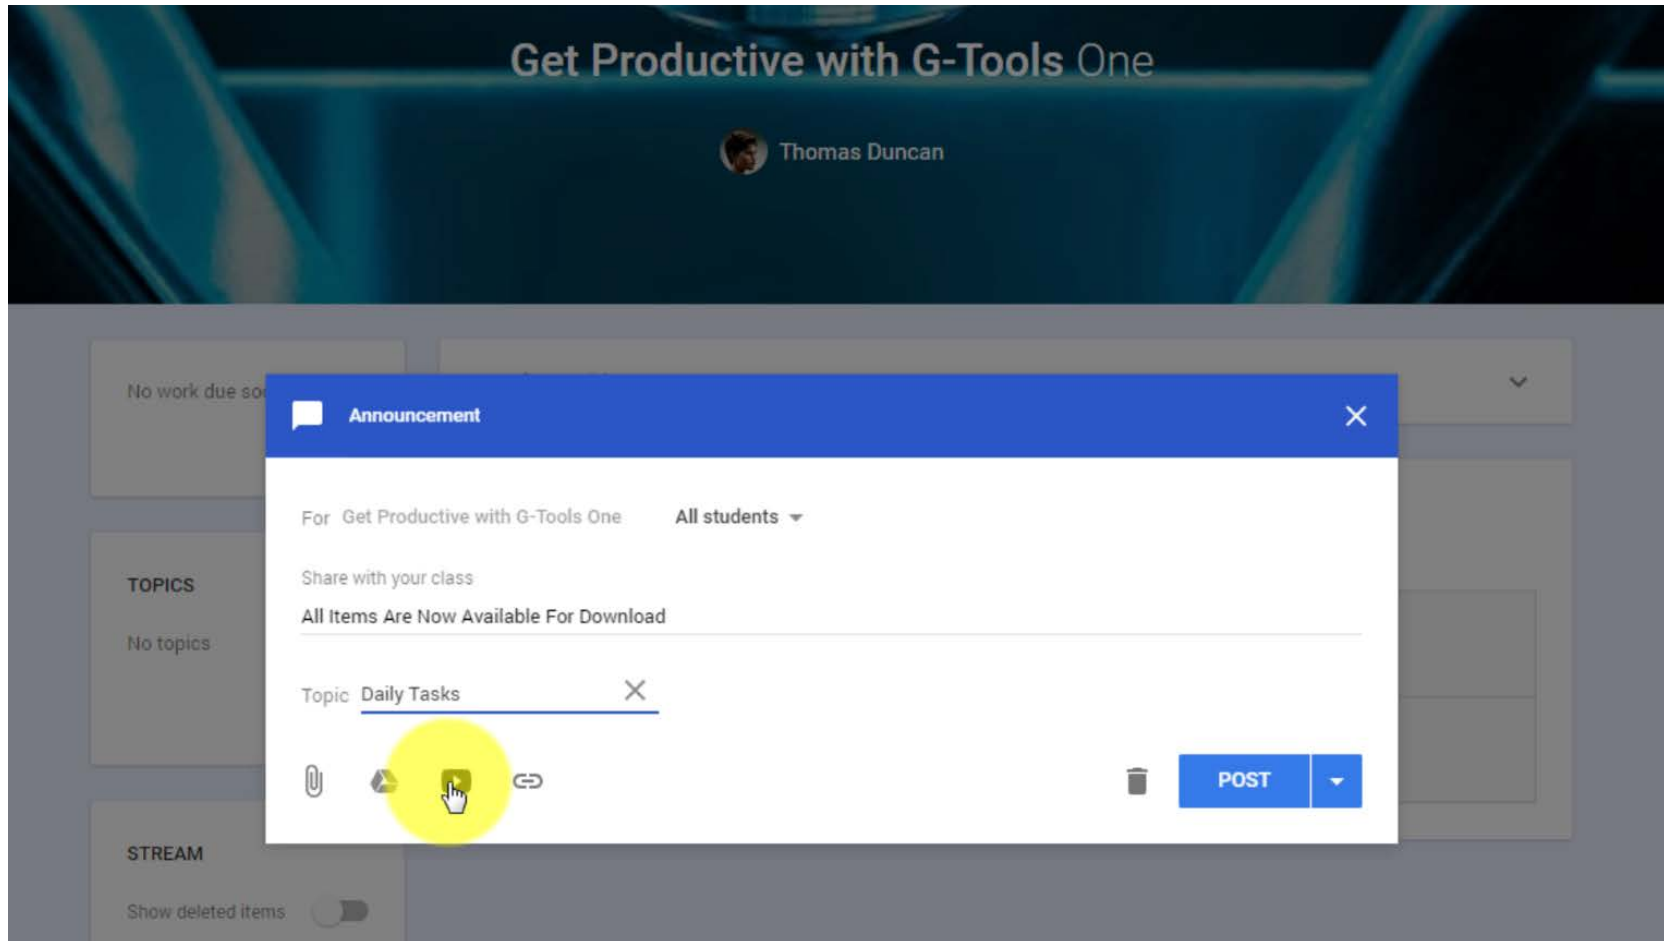 Get Productive with G-Tools One
Thomas Duncan
No work due
Announcement
For Get Productive with G-Tools One All students
Share with your class
All Items Are Now Available For Download
TOPICS
No topics
Topic Daily Tasks
POST
STREAM
Show deleted items